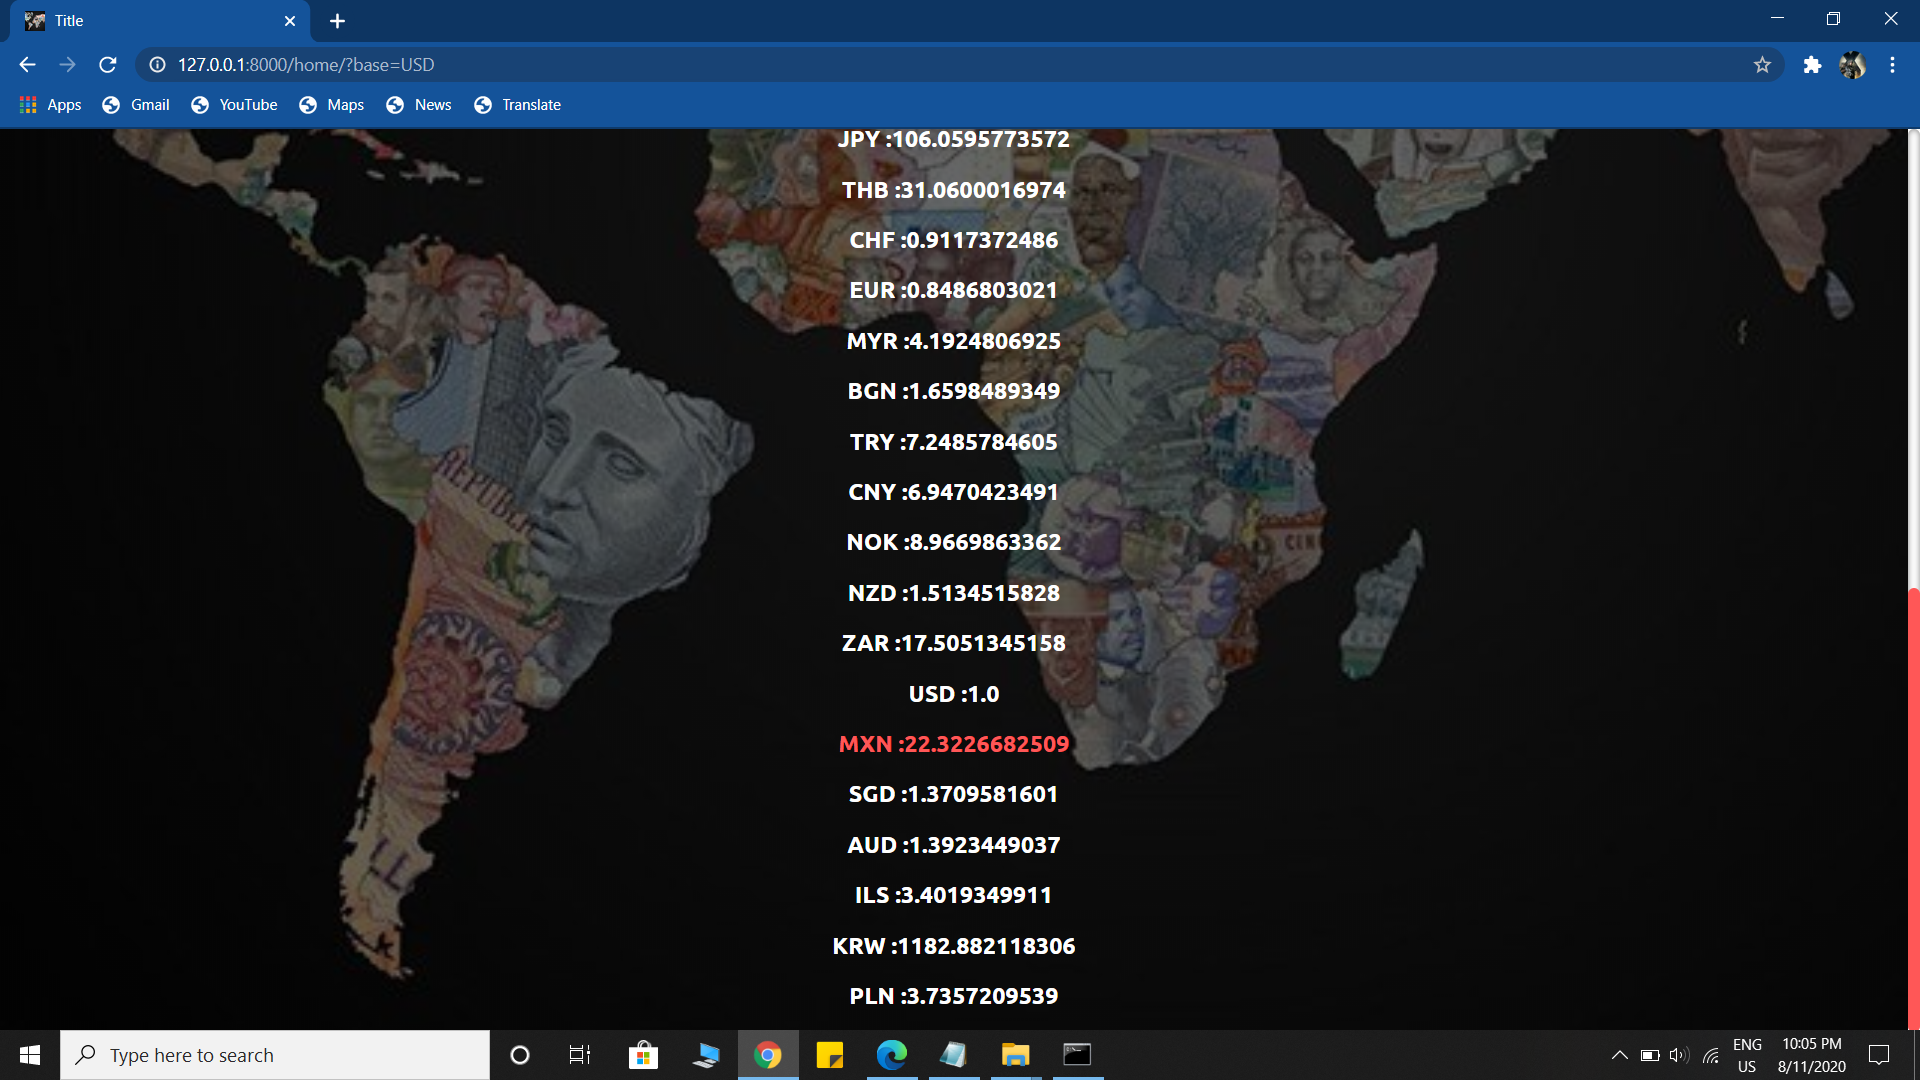 Title
127.0.0.1:8000/home/?base=USD
Apps Gmail YouTube Maps News Translate
JPY :106.0595773572
THB :31.0600016974
CHF :0.9117372486
EUR :0.8486803021
MYR :4.1924806925
BGN :1.6598489349
TRY :7.2485784605
CNY :6.9470423491
NOK :8.9669863362
NZD :1.5134515828
ZAR :17.5051345158
USD :1.0
MXN :22.3226682509
SGD :1.3709581601
AUD :1.3923449037
ILS :3.4019349911
KRW :1182.882118306
PLN :3.7357209539
REPUBLI
CEN
Type here to search
ENG 10:05 PM
US 8/11/2020